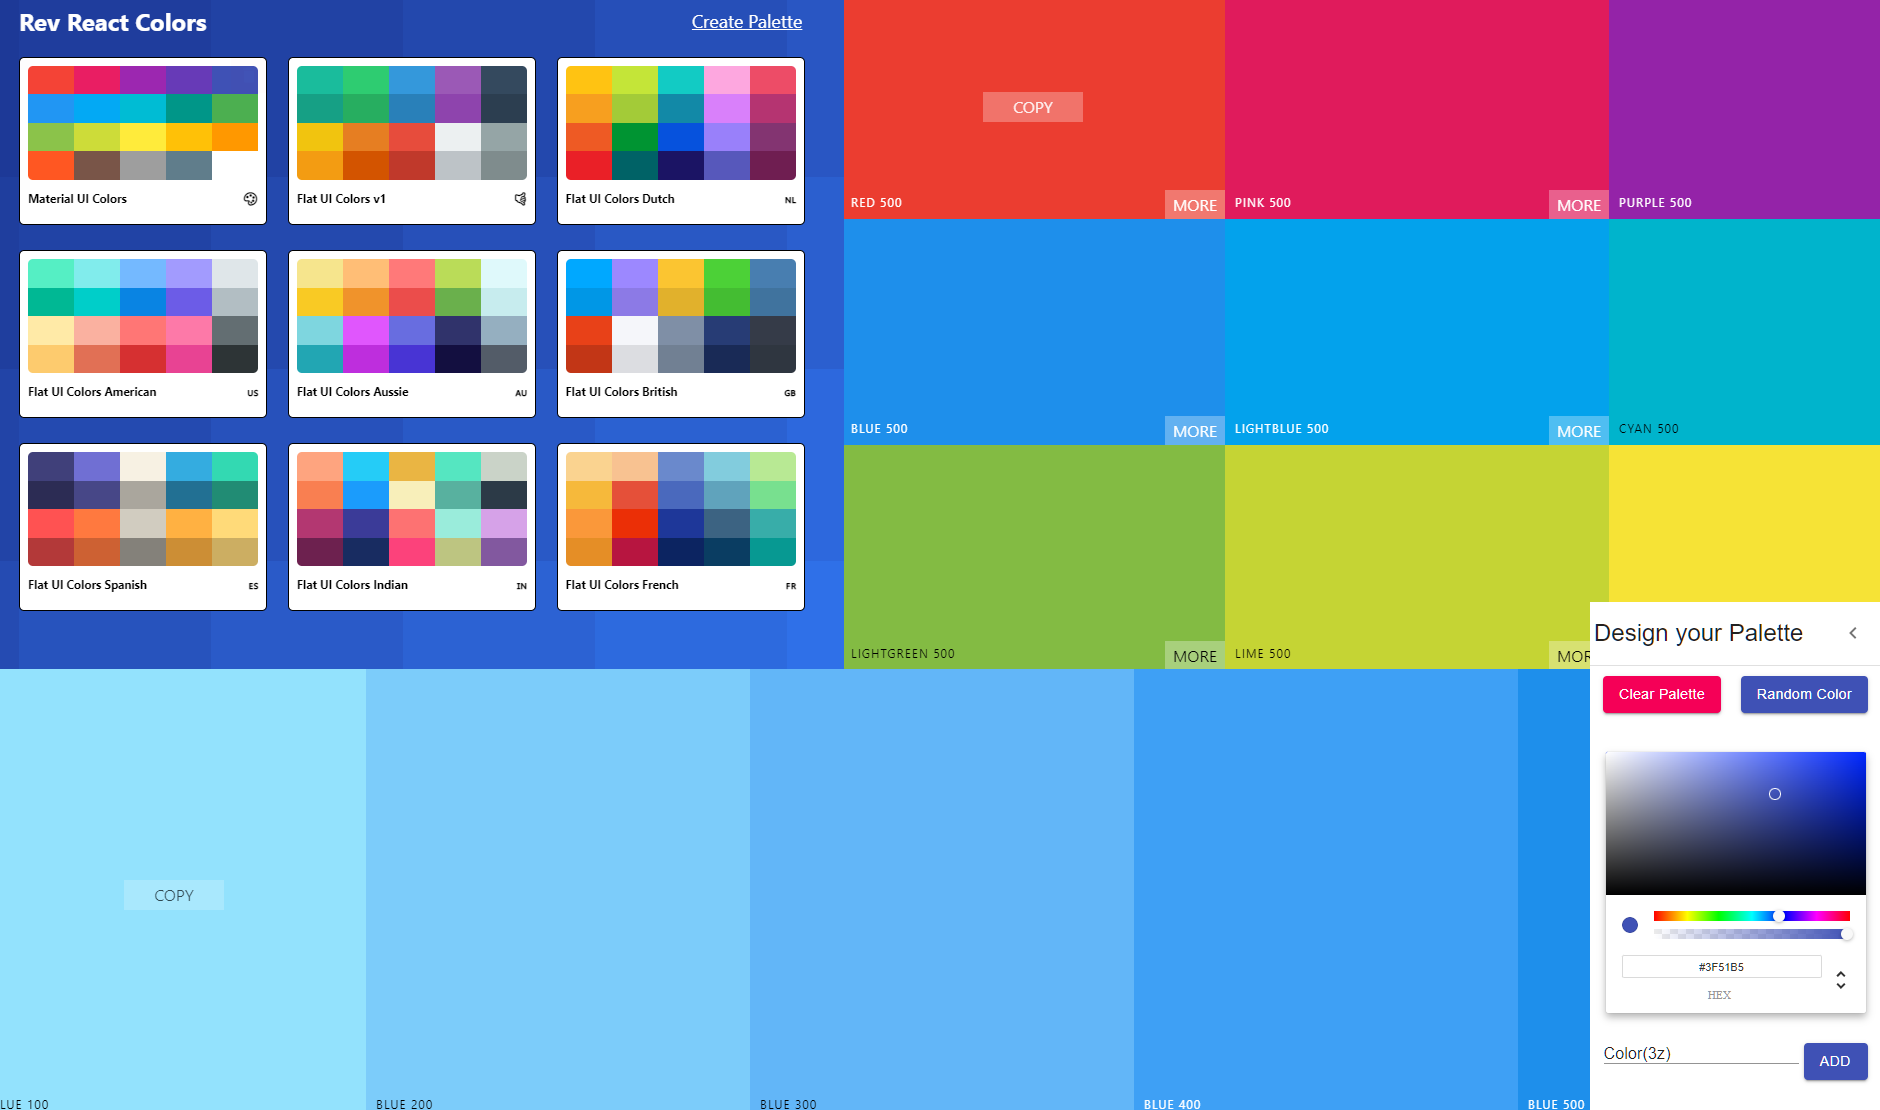 Rev React Colors
Create Palette
Material UI Colors
Flat UI Colors v1
Flat UI Colors Dutch
NL
Flat UI Colors American
US
Flat UI Colors Aussie
AU
Flat UI Colors British
GB
Flat UI Colors Spanish
ES
Flat UI Colors Indian
IN
Flat UI Colors French
FR
COPY
RED 500
MORE
PINK 500
MORE
PURPLE 500
BLUE 500
MORE
LIGHTBLUE 500
MORE
CYAN 500
LIGHTGREEN 500
MORE
LIME 500
MOR
COPY
LUE 100
BLUE 200
BLUE 300
BLUE 400
BLUE 500
Design your Palette
Clear Palette
Random Color
#3F51B5
HEX
Color(3z)
ADD